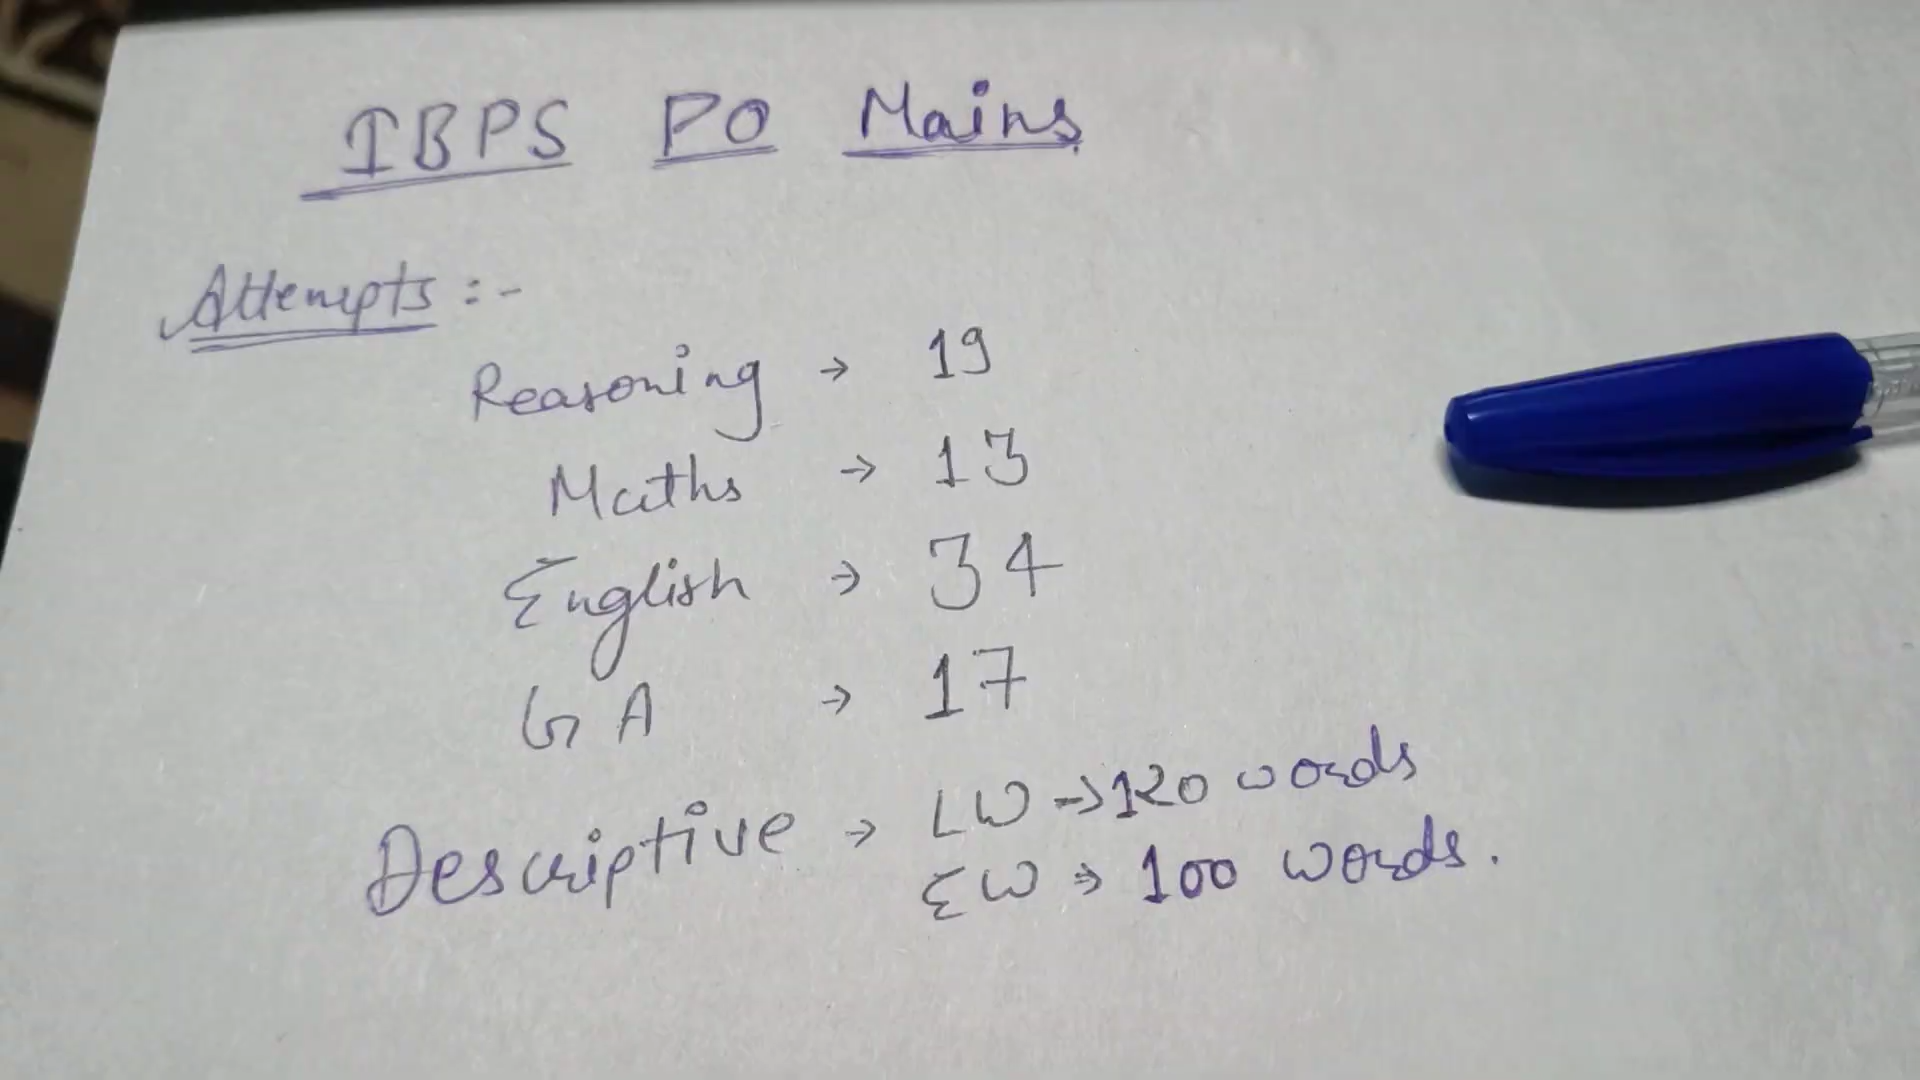 IBPS PO Mains
Attempts :-
Reasoning → 19
Maths → 13
English → 34
GA → 17
Descriptive → LW → 120 words
EW → 100 words.